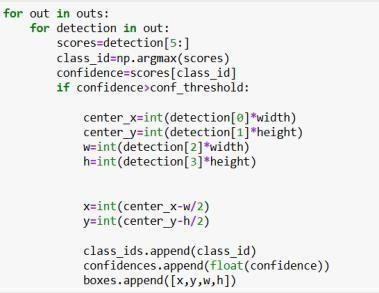 for out in outs:
    for detection in out:
        scores=detection[5:]
        class_id=np.argmax(scores)
        confidence=scores[class_id]
        if confidence>conf_threshold:
            center_x=int(detection[0]*width)
            center_y=int(detection[1]*height)
            w=int(detection[2]*width)
            h=int(detection[3]*height)
            x=int(center_x-w/2)
            y=int(center_y-h/2)
            class_ids.append(class_id)
            confidences.append(float(confidence))
            boxes.append([x,y,w,h])